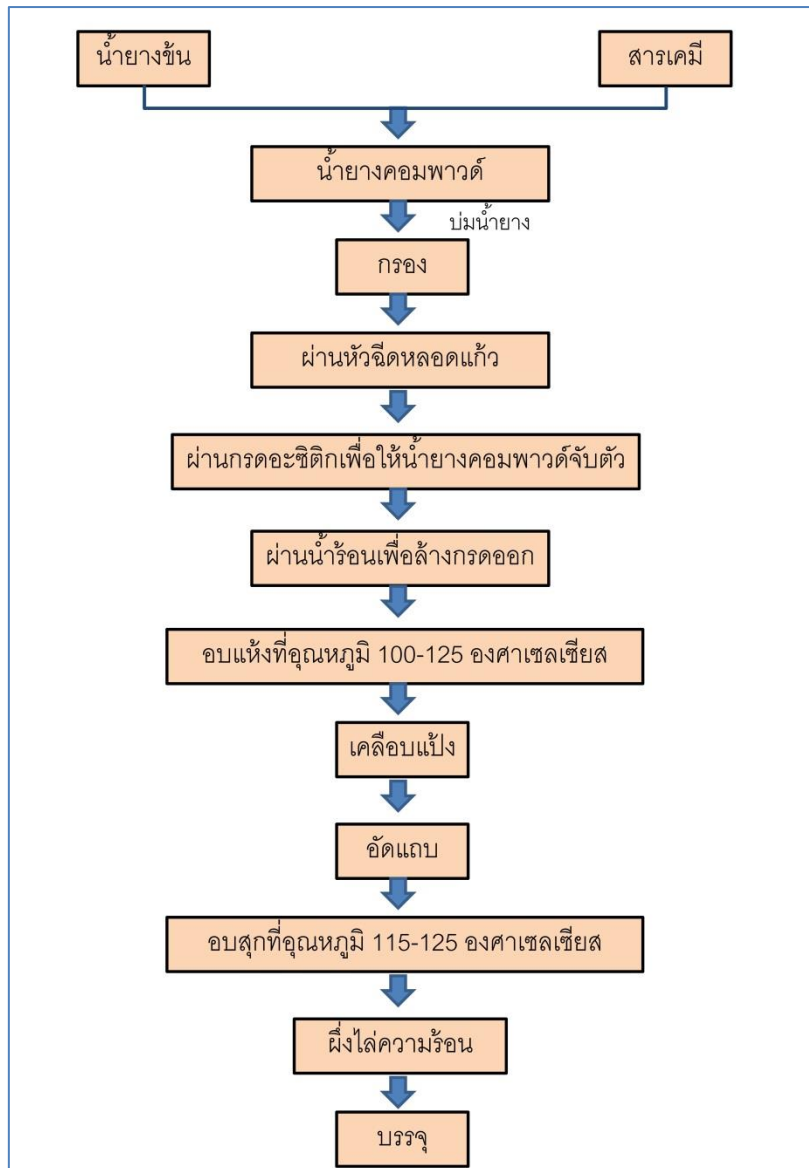 น้ำยางข้น
สารเคมี
น้ำยางคอมพาวด์
บ่มน้ำยาง
กรอง
ผ่านหัวฉีดหลอดแก้ว
ผ่านกรดอะซิติกเพื่อให้น้ำยางคอมพาวด์จับตัว
ผ่านน้ำร้อนเพื่อล้างกรดออก
อบแห้งที่อุณหภูมิ 100-125 องศาเซลเซียส
เคลือบแป้ง
อัดแถบ
อบสุกที่อุณหภูมิ 115-125 องศาเซลเซียส
ผึ่งไล่ความร้อน
บรรจุ